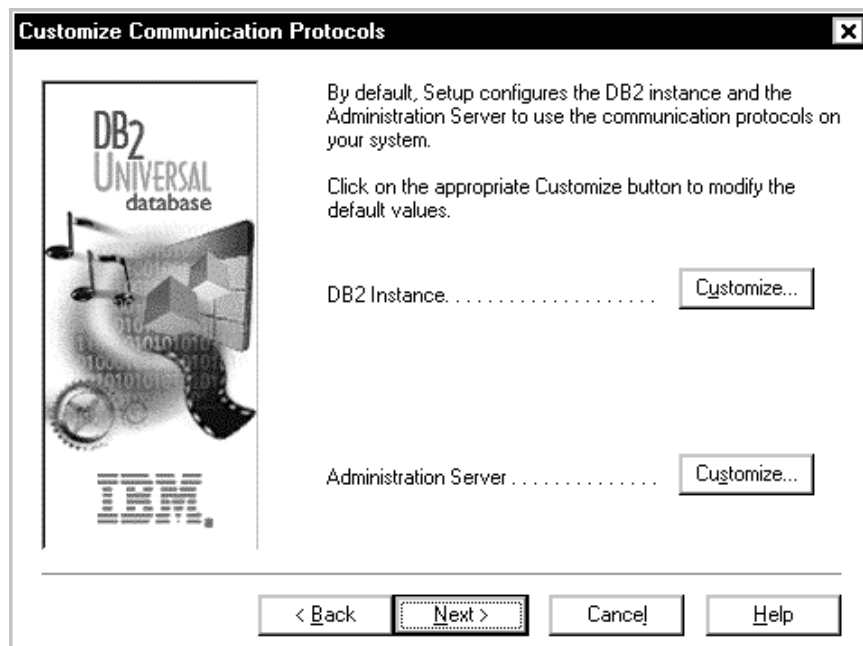 Customize Communication Protocols
DB2
UNIVERSAL
database
IBM
By default, Setup configures the DB2 instance and the
Administration Server to use the communication protocols on
your system.
Click on the appropriate Customize button to modify the
default values.
DB2 Instance. . . . . . . . . . . . . . . . . . . . Customize...
Administration Server . . . . . . . . . . . . . . Customize...
< Back Next > Cancel Help